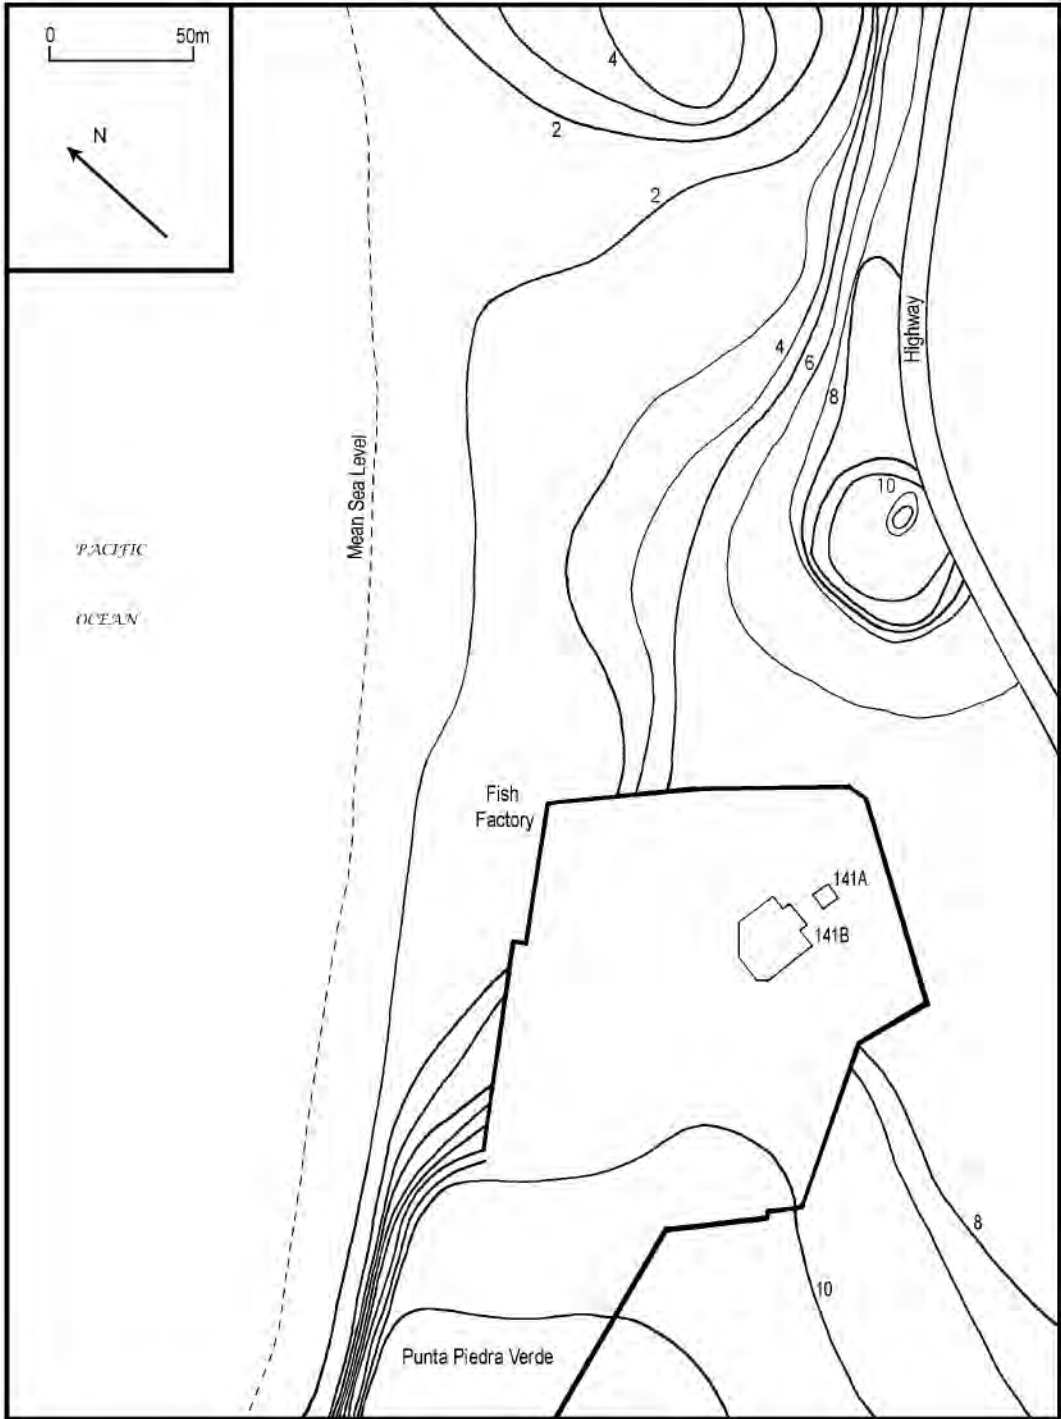 0 50m
N
4
2
2
4
6
8
Highway
10
Mean Sea Level
PACIFIC
OCEAN
Fish
Factory
141A
141B
8
10
Punta Piedra Verde